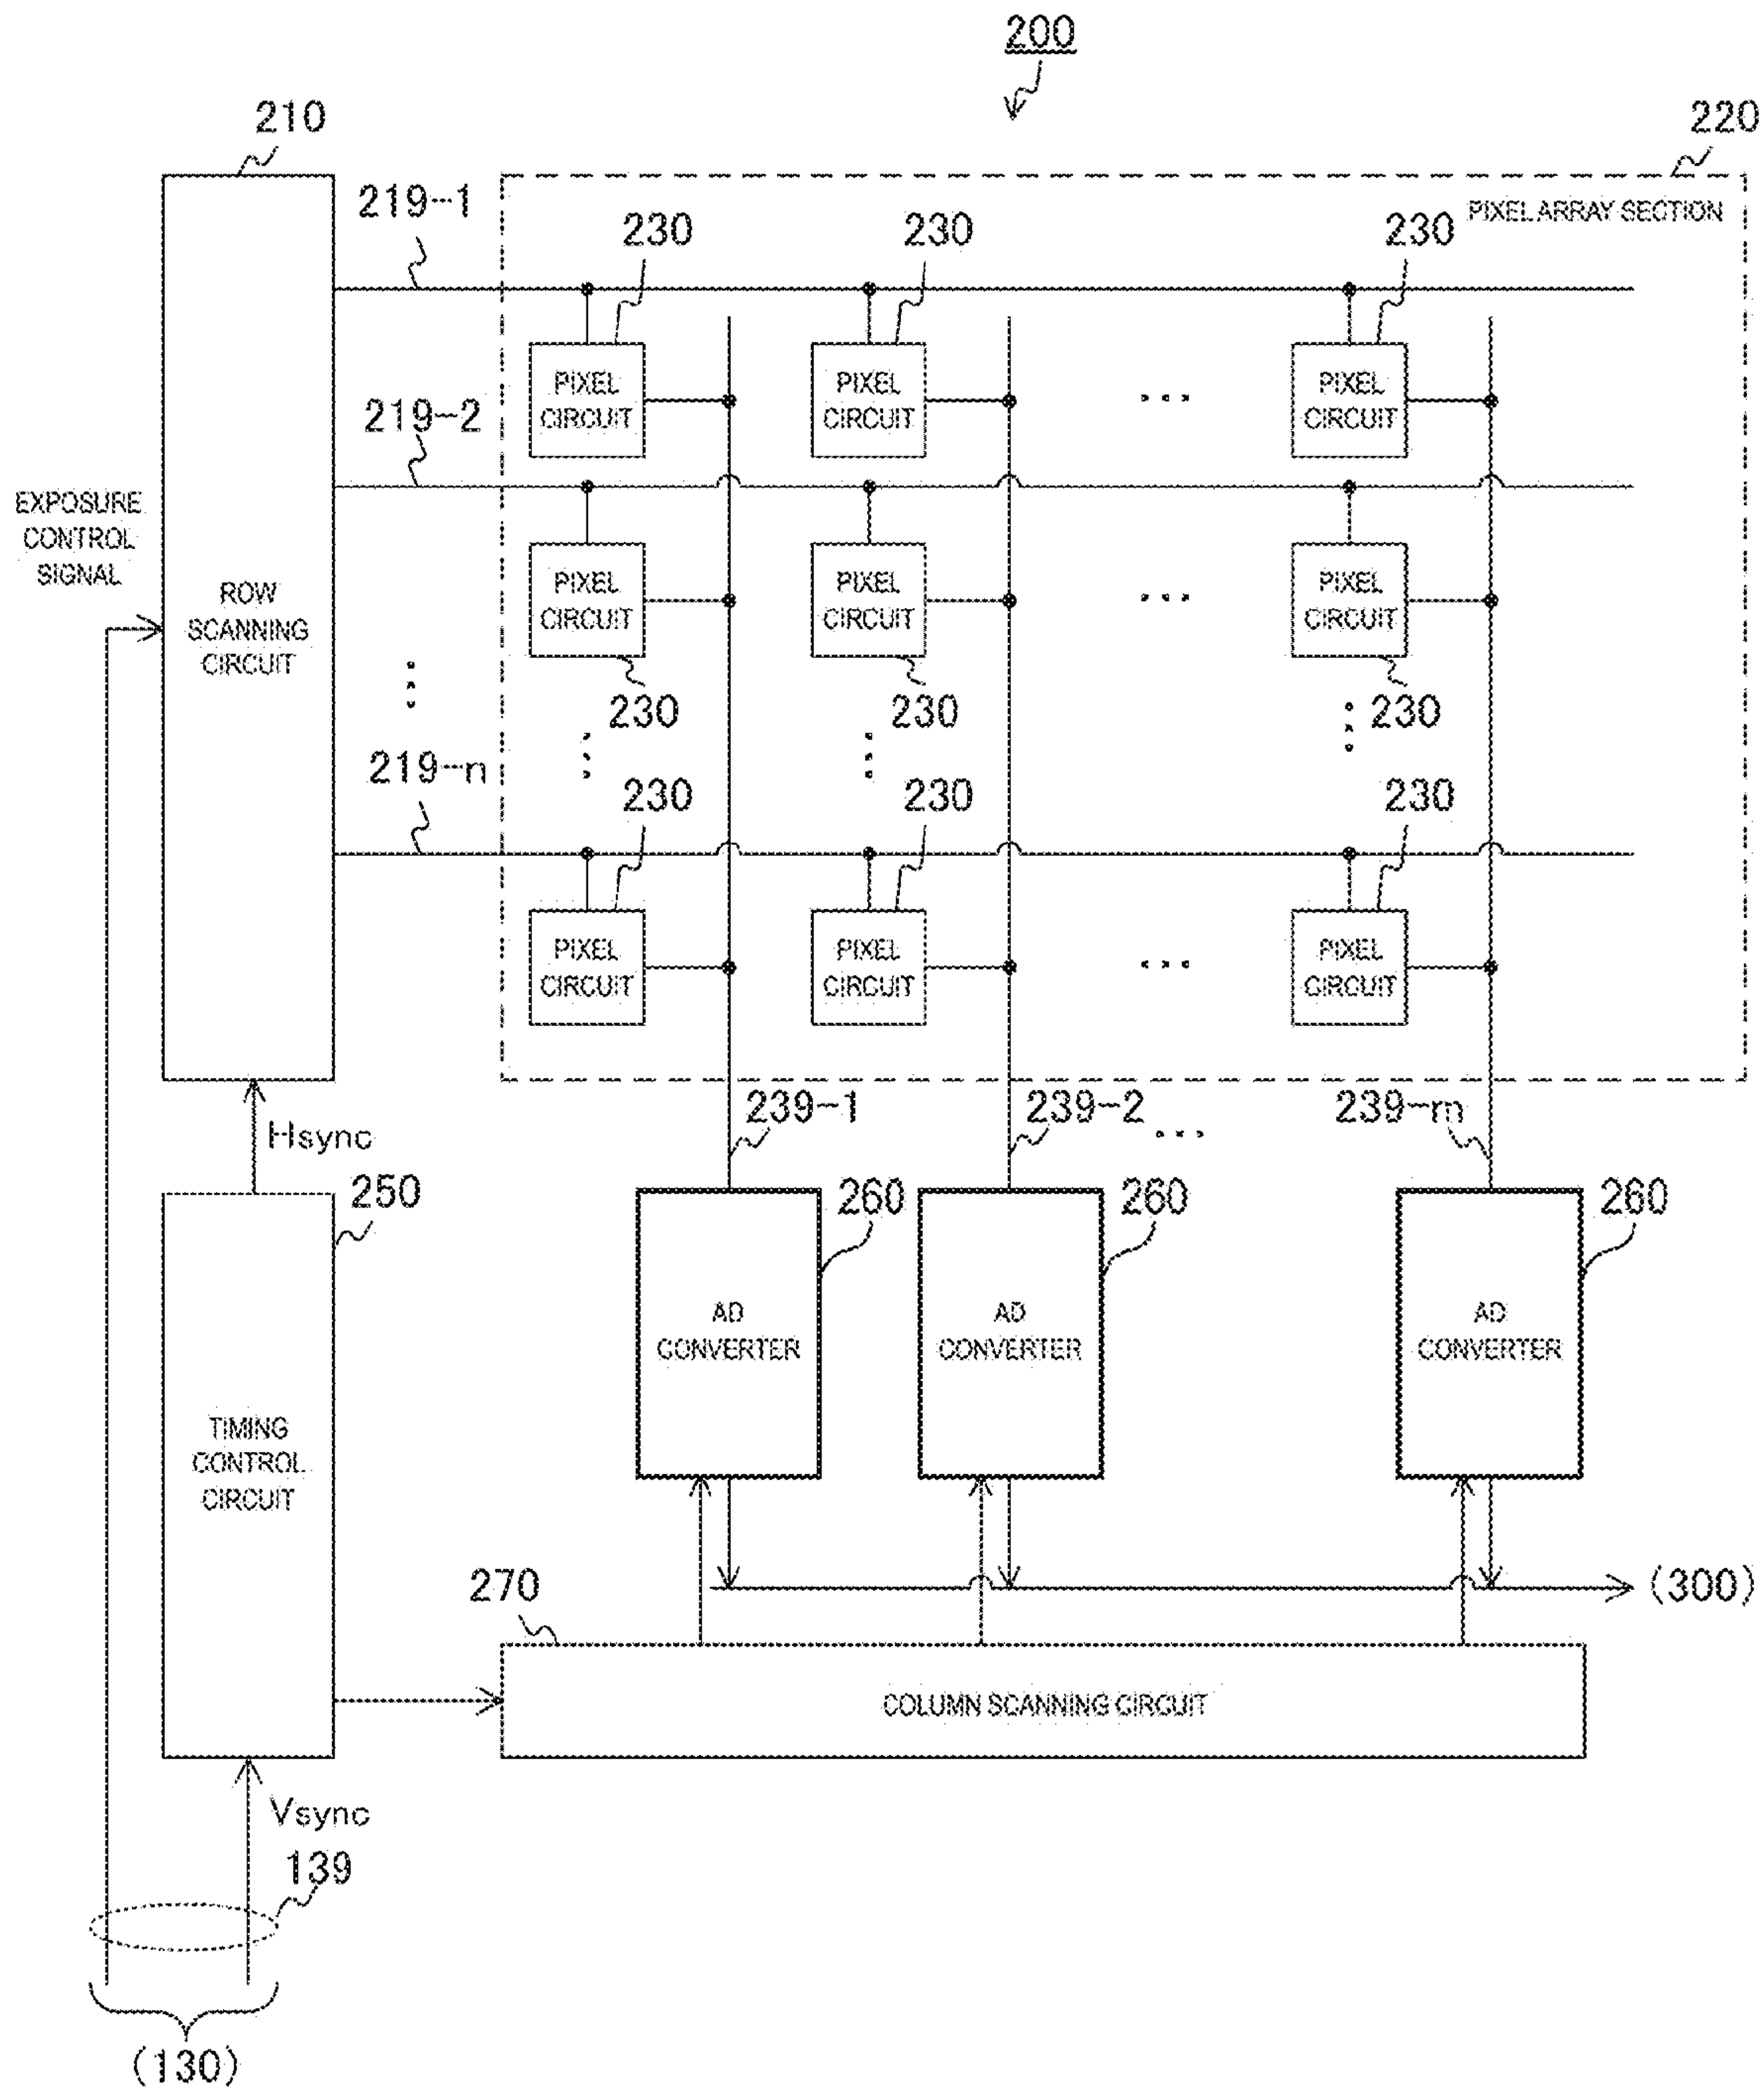 200
210
220
219-1
PIXEL ARRAY SECTION
230
230
230
PIXEL
CIRCUIT
PIXEL
CIRCUIT
...
PIXEL
CIRCUIT
219-2
EXPOSURE
CONTROL
SIGNAL
ROW
SCANNING
CIRCUIT
PIXEL
CIRCUIT
PIXEL
CIRCUIT
...
PIXEL
CIRCUIT
230
230
230
219-n
230
230
230
PIXEL
CIRCUIT
PIXEL
CIRCUIT
...
PIXEL
CIRCUIT
Hsync
239-1
239-2
...
239-m
250
260
260
260
AD
CONVERTER
AD
CONVERTER
AD
CONVERTER
TIMING
CONTROL
CIRCUIT
270
(300)
COLUMN SCANNING CIRCUIT
Vsync
139
(130)